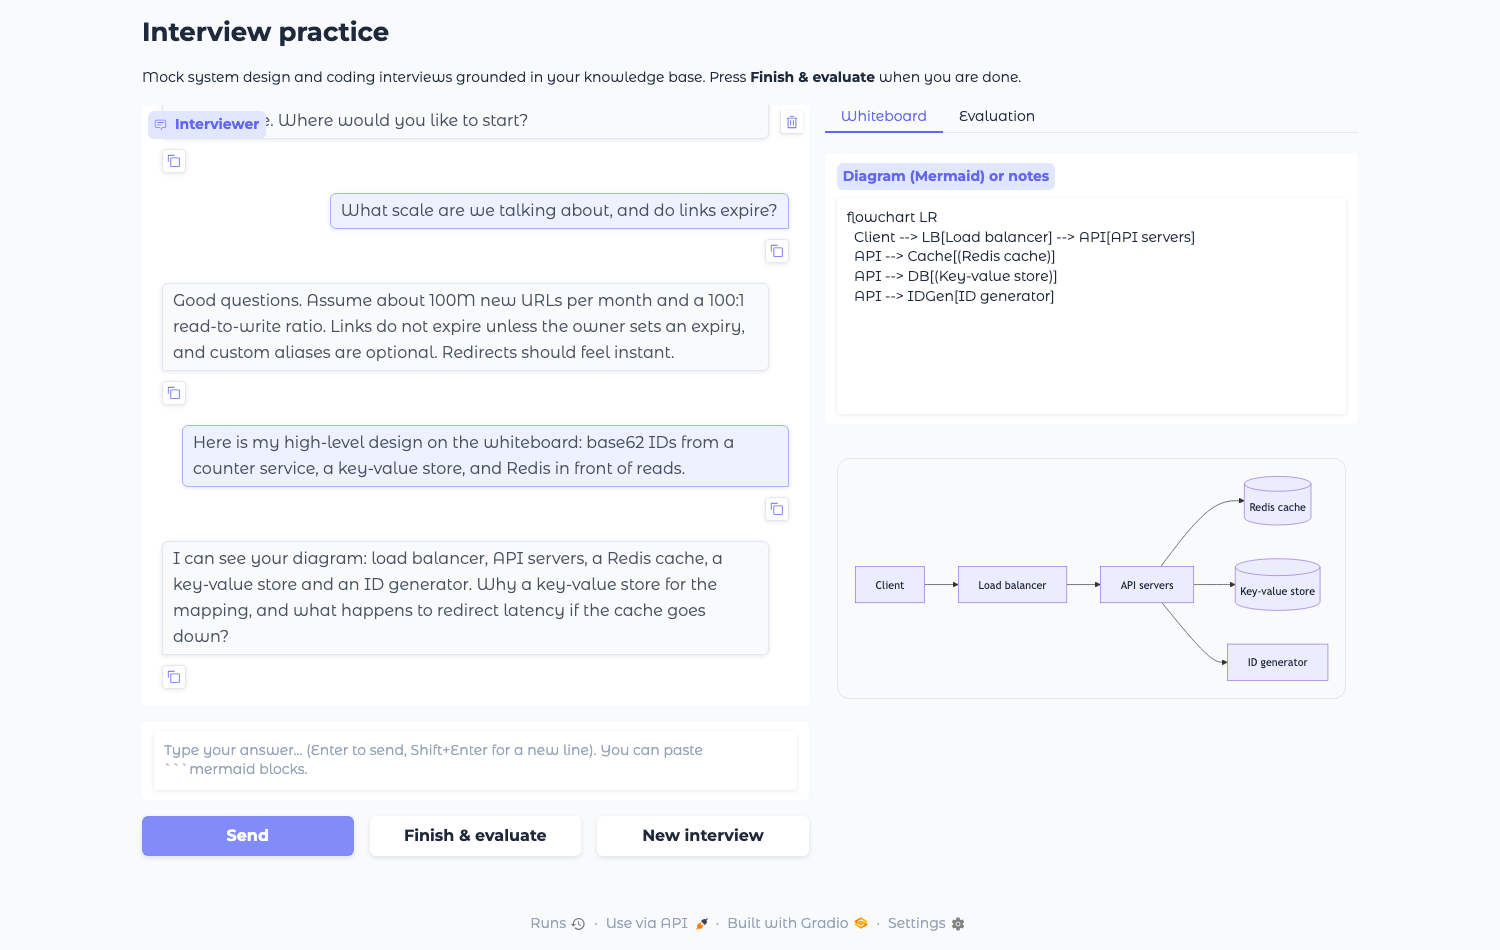 Interview practice
Mock system design and coding interviews grounded in your knowledge base. Press Finish & evaluate when you are done.
Interviewer
e. Where would you like to start?
What scale are we talking about, and do links expire?
Good questions. Assume about 100M new URLs per month and a 100:1
read-to-write ratio. Links do not expire unless the owner sets an expiry,
and custom aliases are optional. Redirects should feel instant.
Here is my high-level design on the whiteboard: base62 IDs from a
counter service, a key-value store, and Redis in front of reads.
I can see your diagram: load balancer, API servers, a Redis cache, a
key-value store and an ID generator. Why a key-value store for the
mapping, and what happens to redirect latency if the cache goes
down?
Type your answer... (Enter to send, Shift+Enter for a new line). You can paste
```mermaid blocks.
Send
Finish & evaluate
New interview
Whiteboard
Evaluation
Diagram (Mermaid) or notes
flowchart LR
  Client --> LB[Load balancer] --> API[API servers]
  API --> Cache[(Redis cache)]
  API --> DB[(Key-value store)]
  API --> IDGen[ID generator]
Client
Load balancer
API servers
Redis cache
Key-value store
ID generator
Runs · Use via API · Built with Gradio · Settings